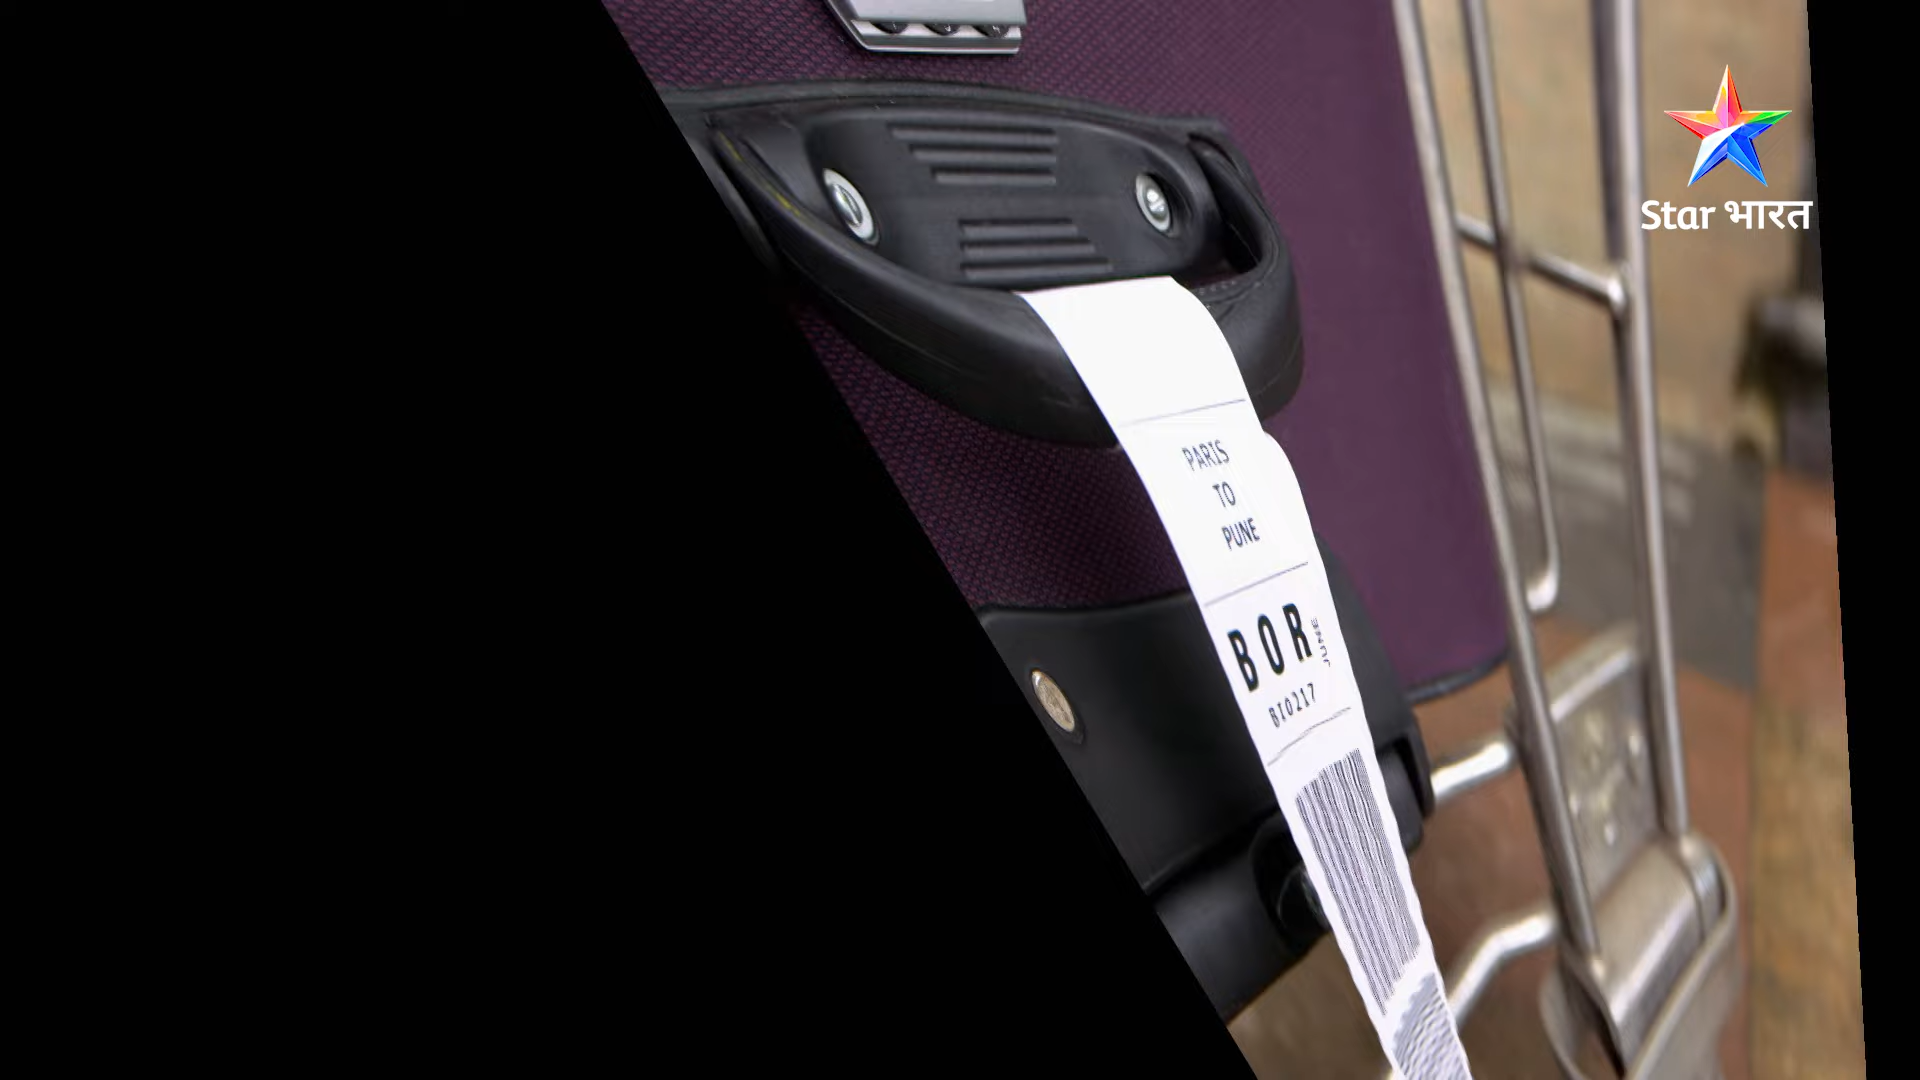 Star भारत
PARIS
TO
PUNE
BOR
JUNE
BI0217